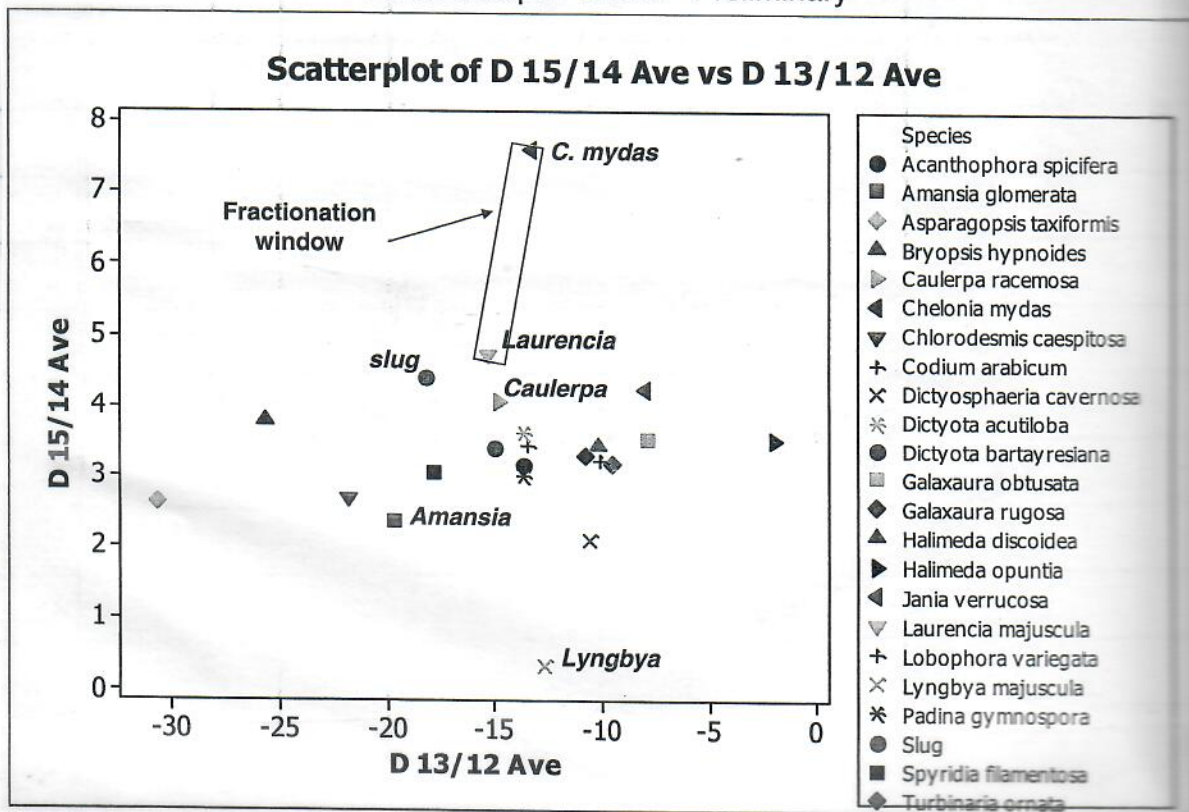 Scatterplot of D 15/14 Ave vs D 13/12 Ave
8
7
6
5
4
3
2
1
0
D 15/14 Ave
-30
-25
-20
-15
-10
-5
0
D 13/12 Ave
C. mydas
Fractionation
window
Laurencia
slug
Caulerpa
Amansia
Lyngbya
Species
Acanthophora spicifera
Amansia glomerata
Asparagopsis taxiformis
Bryopsis hypnoides
Caulerpa racemosa
Chelonia mydas
Chlorodesmis caespitosa
Codium arabicum
Dictyosphaeria cavernosa
Dictyota acutiloba
Dictyota bartayresiana
Galaxaura obtusata
Galaxaura rugosa
Halimeda discoidea
Halimeda opuntia
Jania verrucosa
Laurencia majuscula
Lobophora variegata
Lyngbya majuscula
Padina gymnospora
Slug
Spyridia filamentosa
Turbinaria ornata